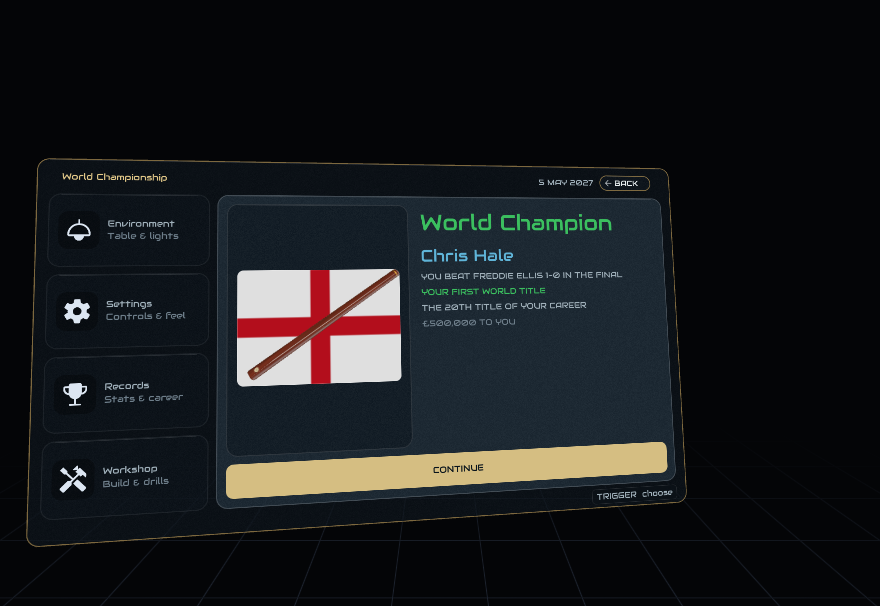 World Championship
5 MAY 2027
← BACK
Environment
Table & lights
Settings
Controls & feel
Records
Stats & career
Workshop
Build & drills
World Champion
Chris Hale
YOU BEAT FREDDIE ELLIS 1-0 IN THE FINAL
YOUR FIRST WORLD TITLE
THE 20TH TITLE OF YOUR CAREER
£500,000 TO YOU
CONTINUE
TRIGGER choose